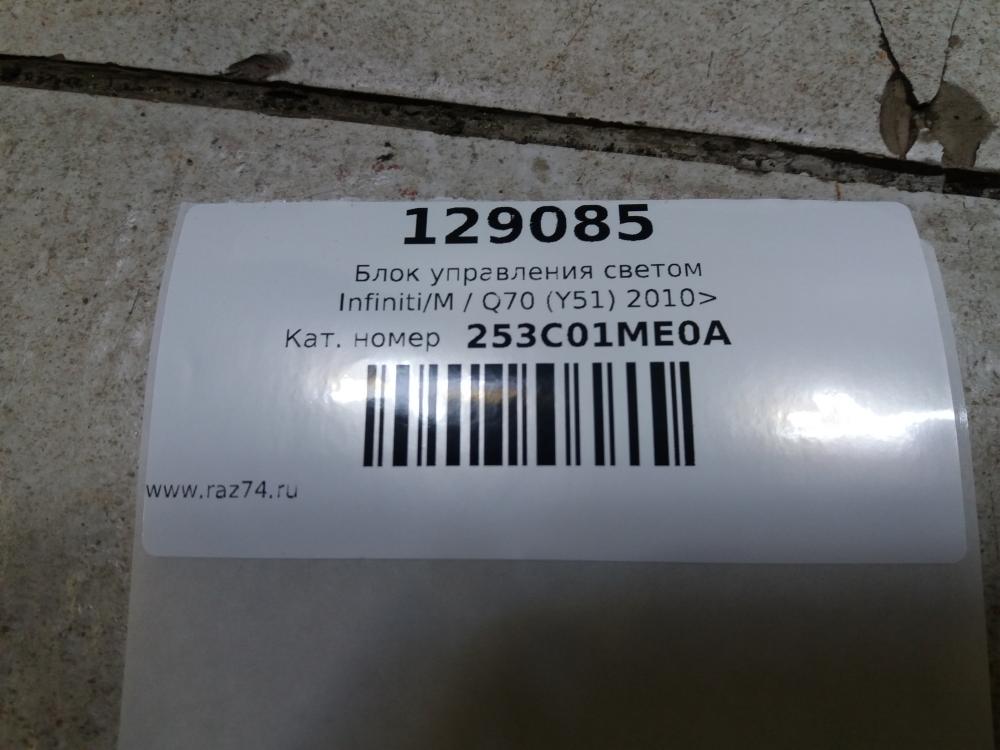 129085
Блок управления светом
Infiniti/M / Q70 (Y51) 2010>
Кат. номер 253C01ME0A
www.raz74.ru